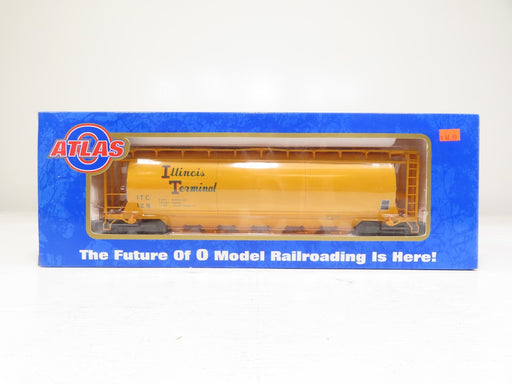 ATLAS
O
Illinois
Terminal
ITC
The Future Of O Model Railroading Is Here!